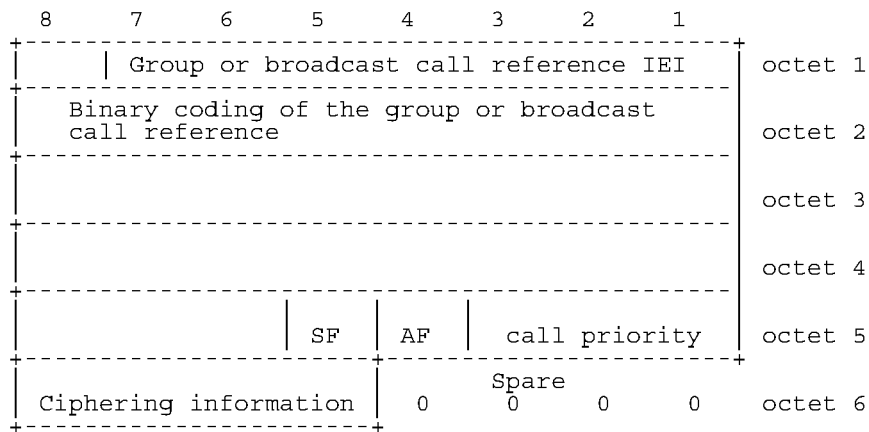 8 7 6 5 4 3 2 1
Group or broadcast call reference IEI octet 1
Binary coding of the group or broadcast
call reference octet 2
octet 3
octet 4
SF AF call priority octet 5
Spare
Ciphering information 0 0 0 0 octet 6